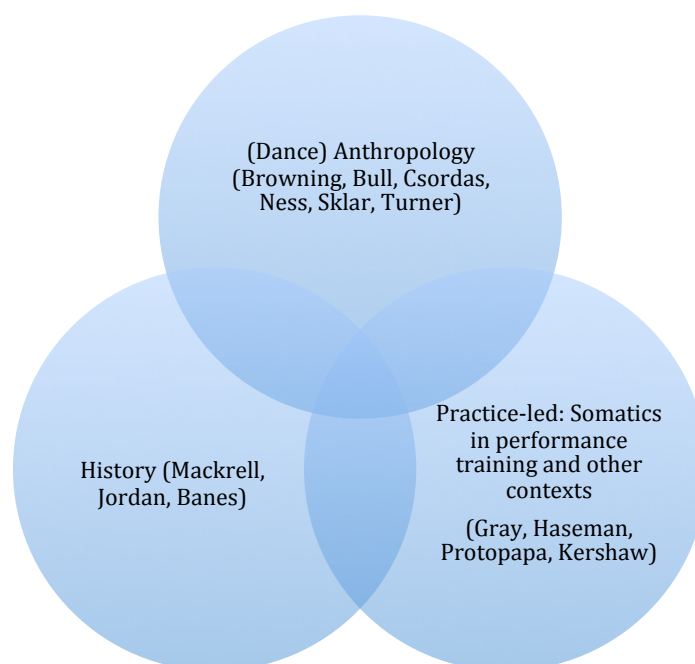 (Dance) Anthropology
(Browning, Bull, Csordas,
Ness, Sklar, Turner)
History (Mackrell,
Jordan, Banes)
Practice-led: Somatics
in performance
training and other
contexts
(Gray, Haseman,
Protopapa, Kershaw)